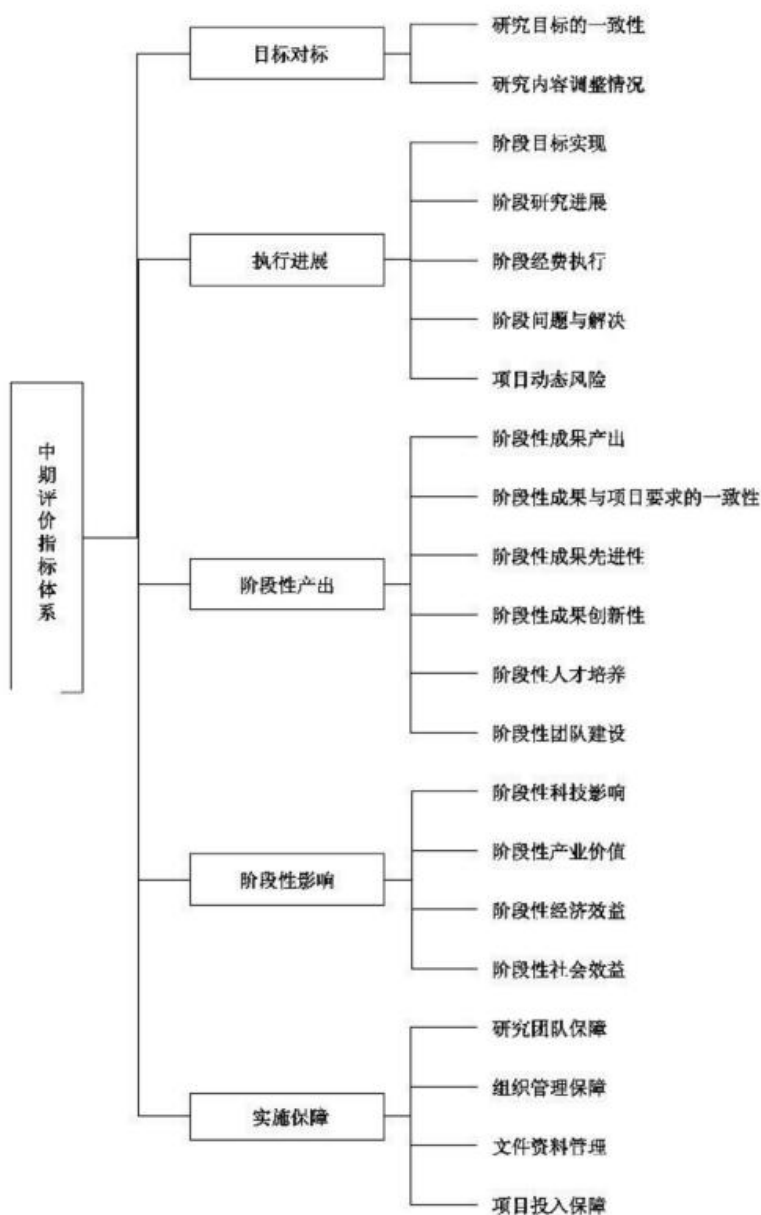 中期评价指标体系
目标对标
研究目标的一致性
研究内容调整情况
执行进展
阶段目标实现
阶段研究进展
阶段经费执行
阶段问题与解决
项目动态风险
阶段性产出
阶段性成果产出
阶段性成果与项目要求的一致性
阶段性成果先进性
阶段性成果创新性
阶段性人才培养
阶段性团队建设
阶段性影响
阶段性科技影响
阶段性产业价值
阶段性经济效益
阶段性社会效益
实施保障
研究团队保障
组织管理保障
文件资料管理
项目投入保障